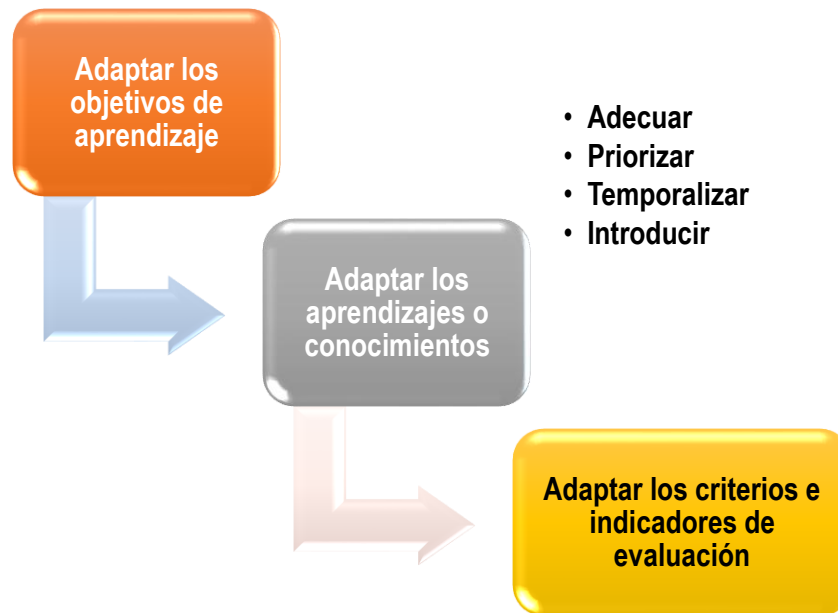 Adaptar los
objetivos de
aprendizaje
• Adecuar
• Priorizar
• Temporalizar
• Introducir
Adaptar los
aprendizajes o
conocimientos
Adaptar los criterios e
indicadores de
evaluación